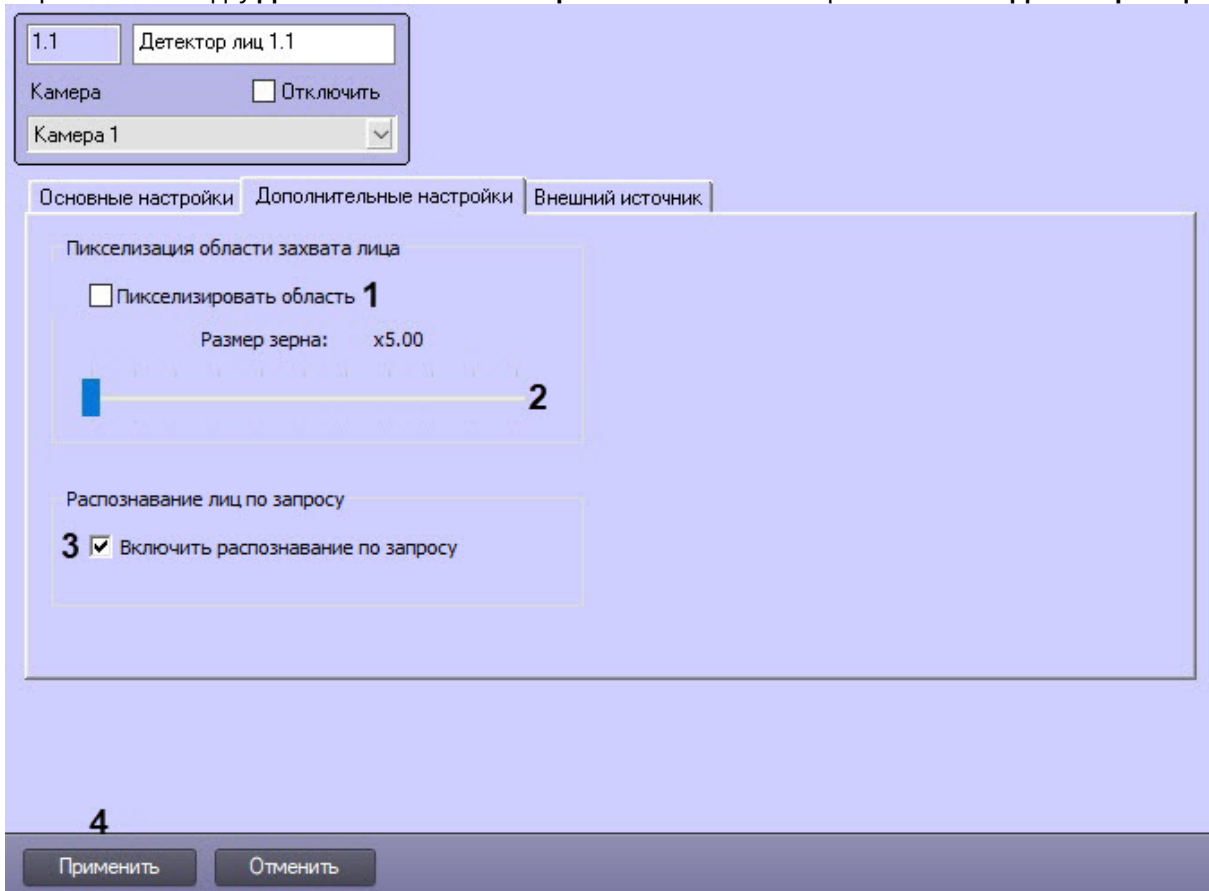 1.1 Детектор лиц 1.1
Камера Отключить
Камера 1
Основные настройки Дополнительные настройки Внешний источник
Пикселизация области захвата лица
Пикселизировать область 1
Размер зерна: x5.00
2
Распознавание лиц по запросу
3 Включить распознавание по запросу
4
Применить Отменить